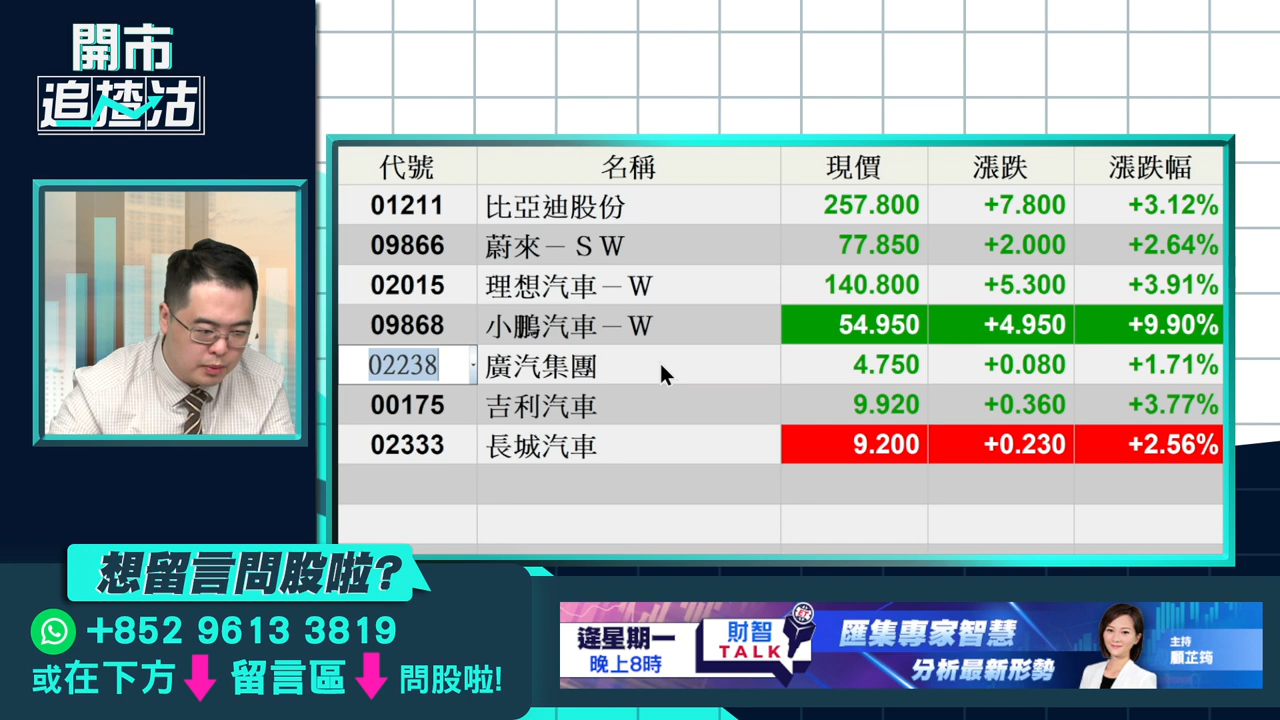 開市
追揸沽
代號 名稱 現價 漲跌 漲跌幅
01211 比亞迪股份 257.800 +7.800 +3.12%
09866 蔚來－ＳＷ 77.850 +2.000 +2.64%
02015 理想汽車－Ｗ 140.800 +5.300 +3.91%
09868 小鵬汽車－Ｗ 54.950 +4.950 +9.90%
02238 廣汽集團 4.750 +0.080 +1.71%
00175 吉利汽車 9.920 +0.360 +3.77%
02333 長城汽車 9.200 +0.230 +2.56%
想留言問股啦?
+852 9613 3819
或在下方 留言區 問股啦!
逢星期一
晚上8時
財智
TALK
匯集專家智慧
分析最新形勢
主持
顧芷筠